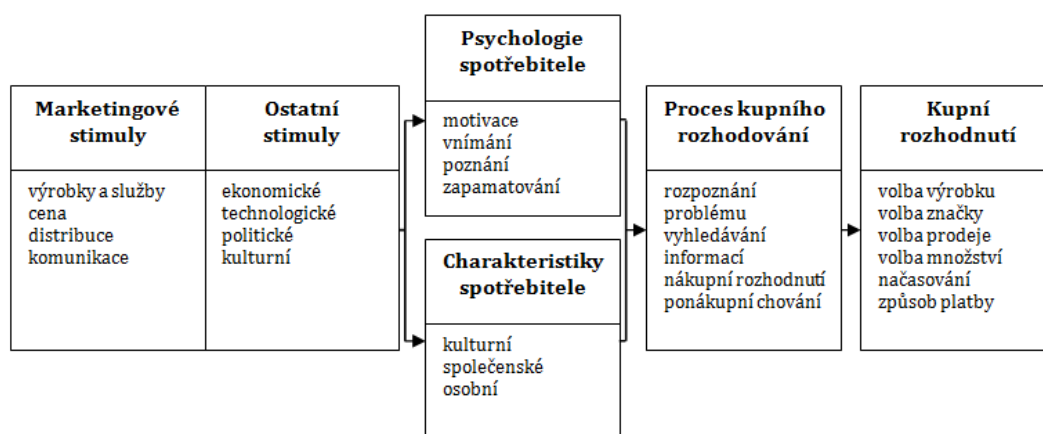 Marketingové
stimuly
výrobky a služby
cena
distribuce
komunikace
Ostatní
stimuly
ekonomické
technologické
politické
kulturní
Psychologie
spotřebitele
motivace
vnímání
poznání
zapamatování
Charakteristiky
spotřebitele
kulturní
společenské
osobní
Proces kupního
rozhodování
rozpoznání
problému
vyhledávání
informací
nákupní rozhodnutí
ponákupní chování
Kupní
rozhodnutí
volba výrobku
volba značky
volba prodeje
volba množství
načasování
způsob platby